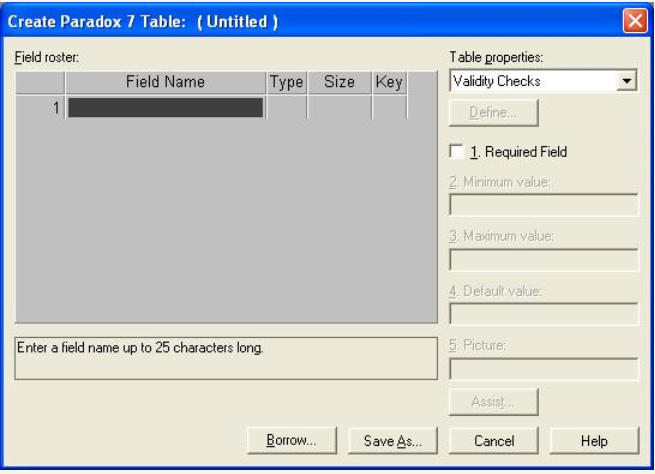 Create Paradox 7 Table: ( Untitled )
Field roster:
Field Name Type Size Key
1
Enter a field name up to 25 characters long.
Table properties:
Validity Checks
Define...
1. Required Field
2. Minimum value:
3. Maximum value:
4. Default value:
5. Picture:
Assist...
Borrow... Save As... Cancel Help